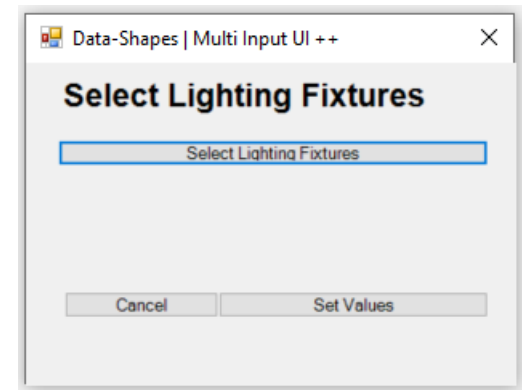 Data-Shapes | Multi Input UI ++
Select Lighting Fixtures
Select Lighting Fixtures
Cancel Set Values